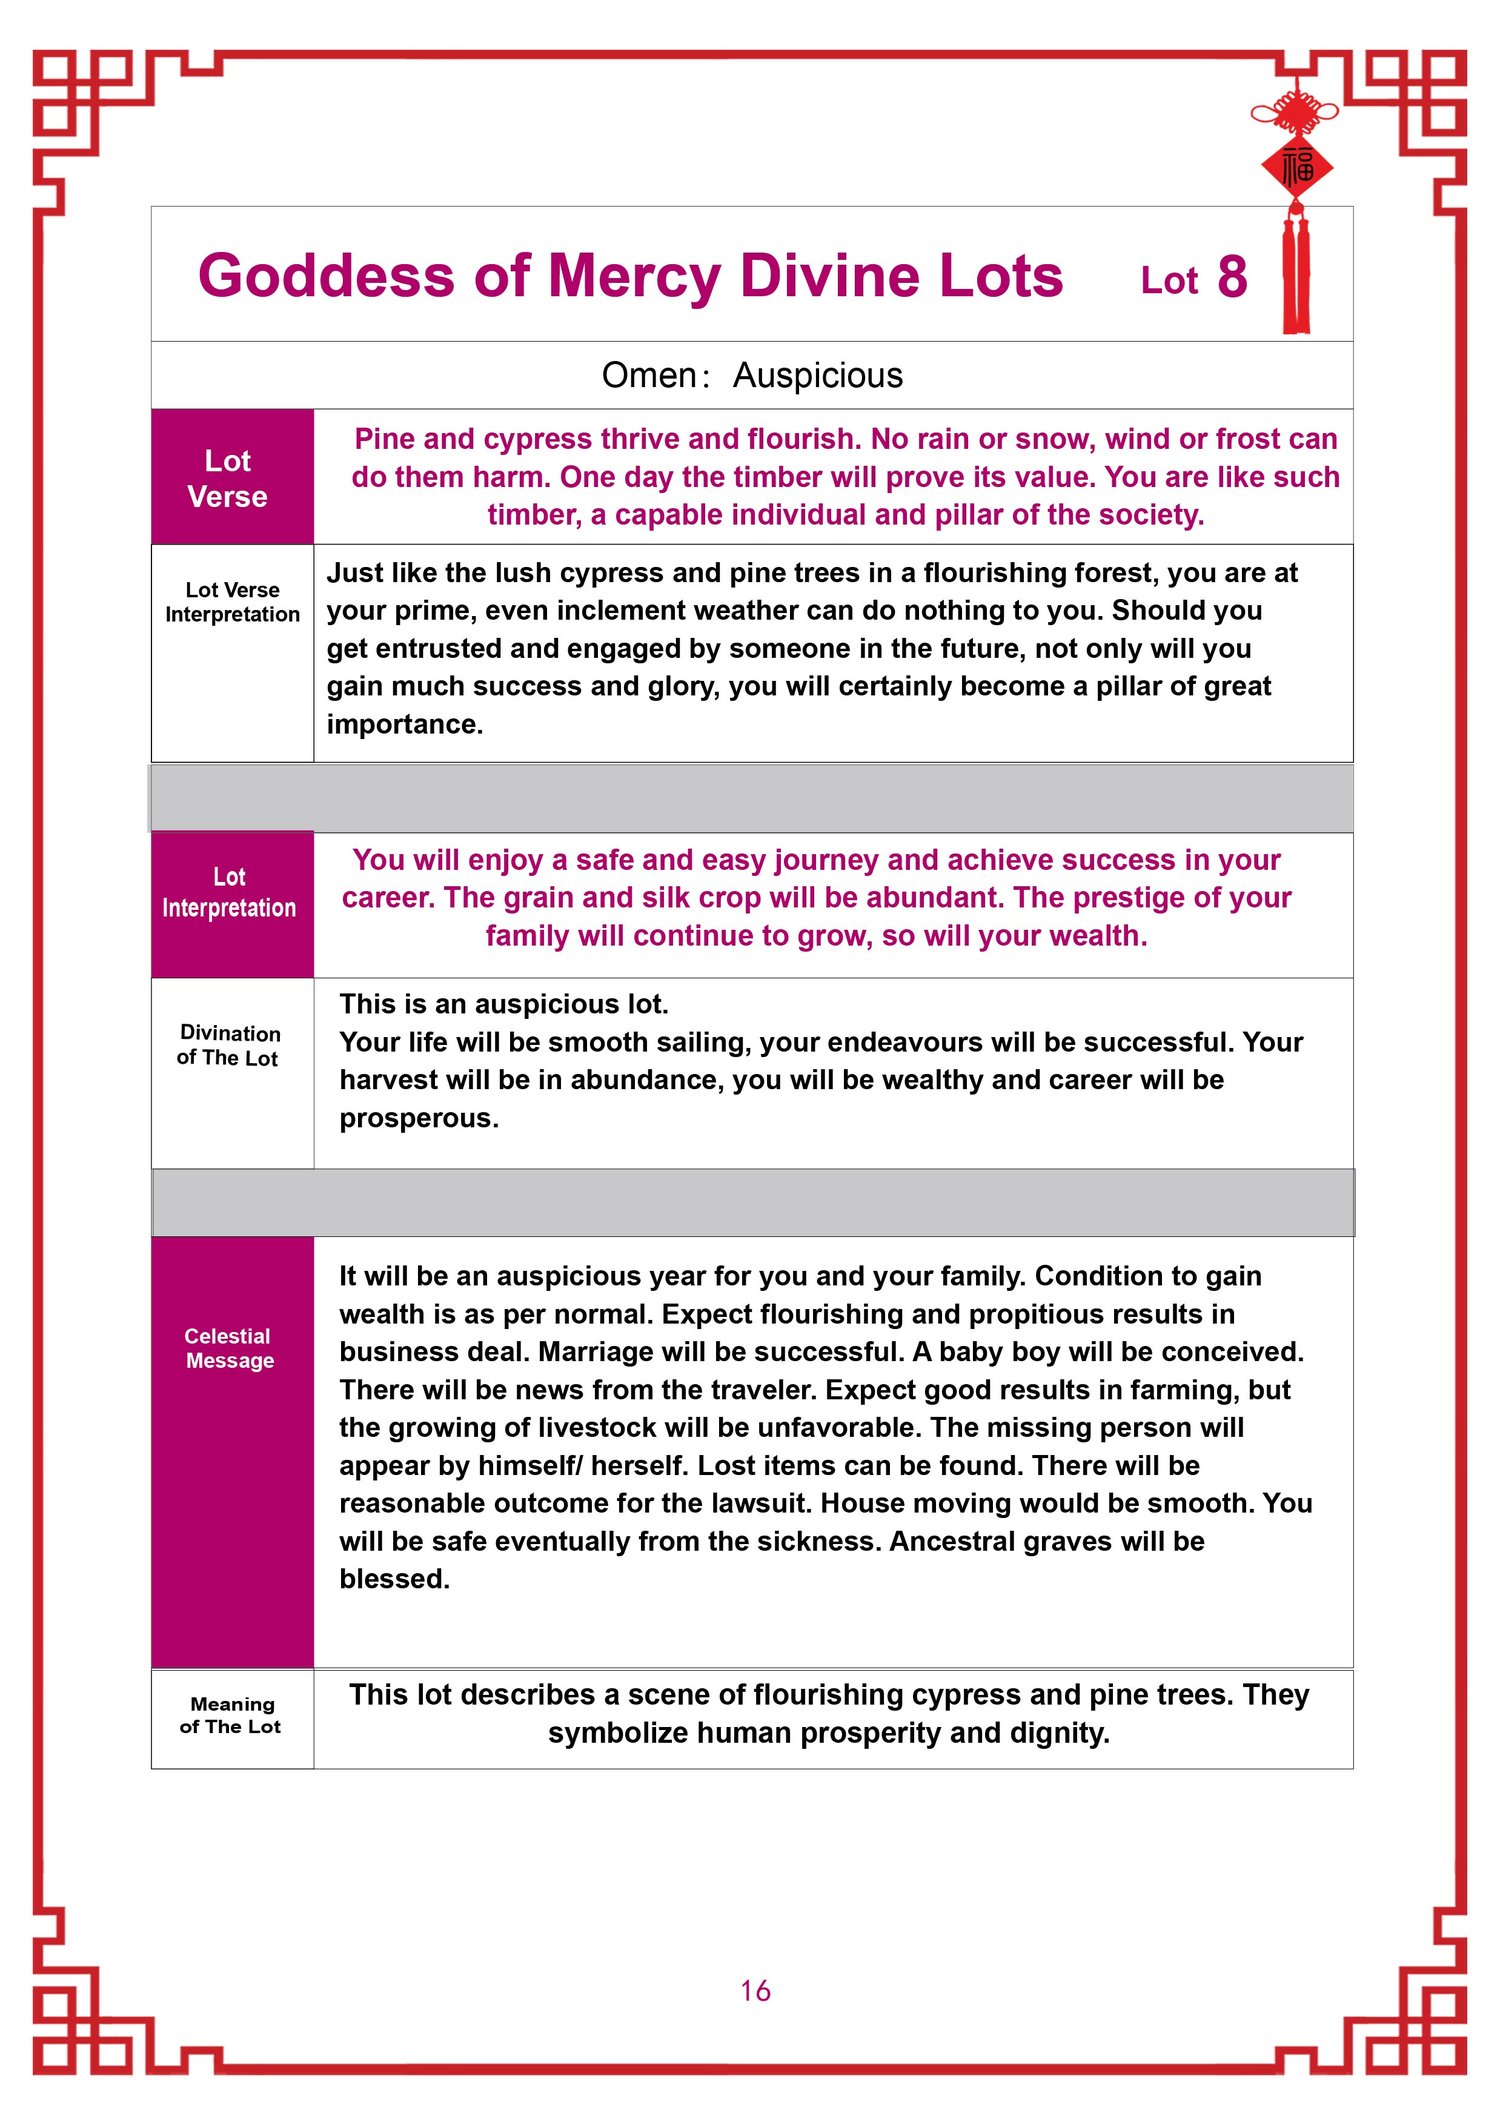 福
Goddess of Mercy Divine Lots Lot 8
Omen： Auspicious
Lot
Verse
Pine and cypress thrive and flourish. No rain or snow, wind or frost can
do them harm. One day the timber will prove its value. You are like such
timber, a capable individual and pillar of the society.
Lot Verse
Interpretation
Just like the lush cypress and pine trees in a flourishing forest, you are at
your prime, even inclement weather can do nothing to you. Should you
get entrusted and engaged by someone in the future, not only will you
gain much success and glory, you will certainly become a pillar of great
importance.
Lot
Interpretation
You will enjoy a safe and easy journey and achieve success in your
career. The grain and silk crop will be abundant. The prestige of your
family will continue to grow, so will your wealth.
Divination
of The Lot
This is an auspicious lot.
Your life will be smooth sailing, your endeavours will be successful. Your
harvest will be in abundance, you will be wealthy and career will be
prosperous.
Celestial
Message
It will be an auspicious year for you and your family. Condition to gain
wealth is as per normal. Expect flourishing and propitious results in
business deal. Marriage will be successful. A baby boy will be conceived.
There will be news from the traveler. Expect good results in farming, but
the growing of livestock will be unfavorable. The missing person will
appear by himself/ herself. Lost items can be found. There will be
reasonable outcome for the lawsuit. House moving would be smooth. You
will be safe eventually from the sickness. Ancestral graves will be
blessed.
Meaning
of The Lot
This lot describes a scene of flourishing cypress and pine trees. They
symbolize human prosperity and dignity.
16